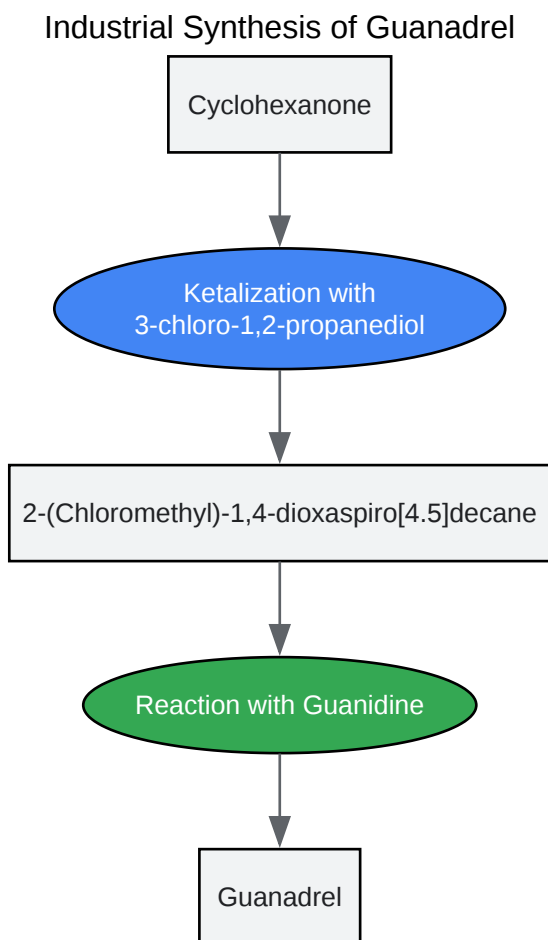 Industrial Synthesis of Guanadrel
Cyclohexanone
Ketalization with
3-chloro-1,2-propanediol
2-(Chloromethyl)-1,4-dioxaspiro[4.5]decane
Reaction with Guanidine
Guanadrel